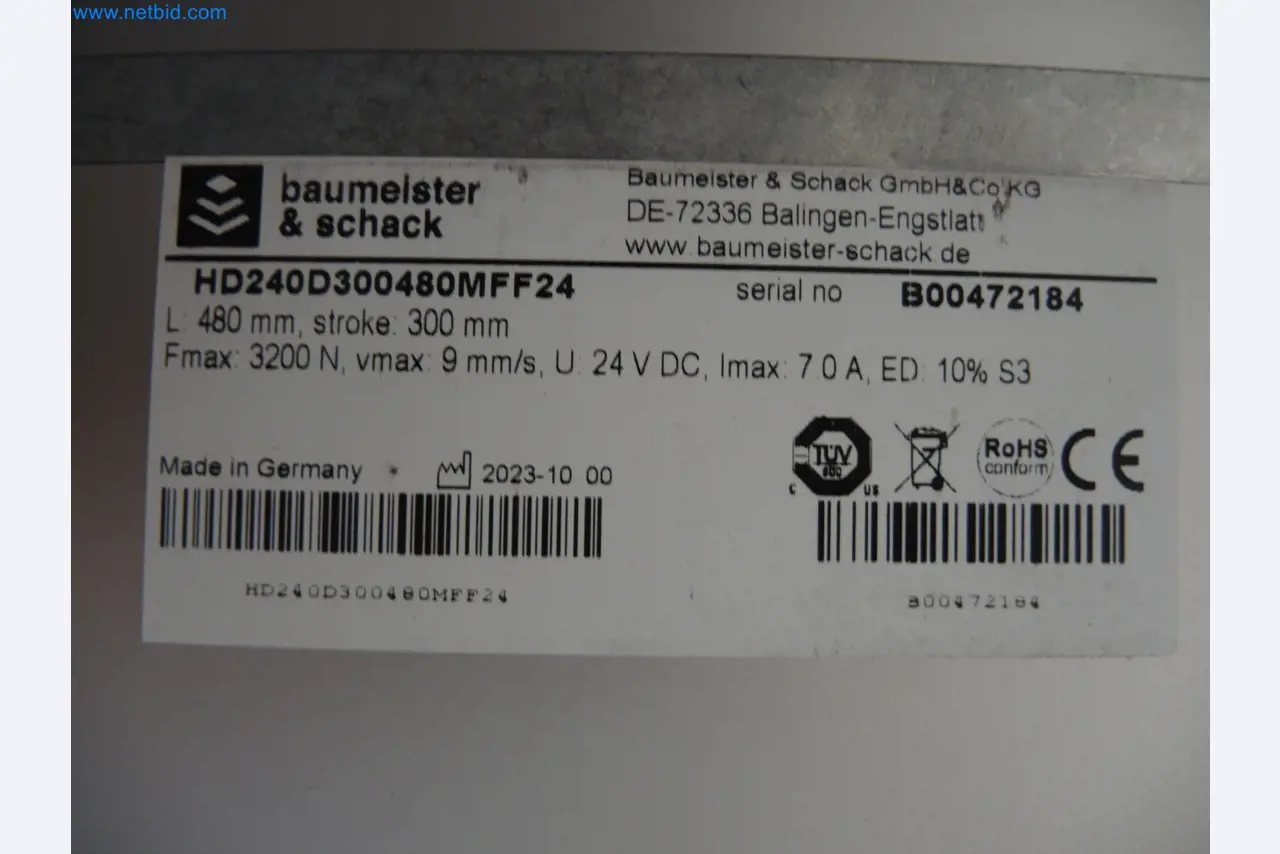 www.netbid.com
baumeister
& schack
Baumeister & Schack GmbH&Co.KG
DE-72336 Balingen-Engstlatt
www.baumeister-schack.de
HD240D300480MFF24 serial no B00472184
L: 480 mm, stroke: 300 mm
Fmax: 3200 N, vmax: 9 mm/s, U: 24 V DC, Imax: 7.0 A, ED: 10% S3
Made in Germany 2023-10 00
TÜV
SÜD
C US
RoHS
conform
CE
HD240D300480MFF24
B00472184